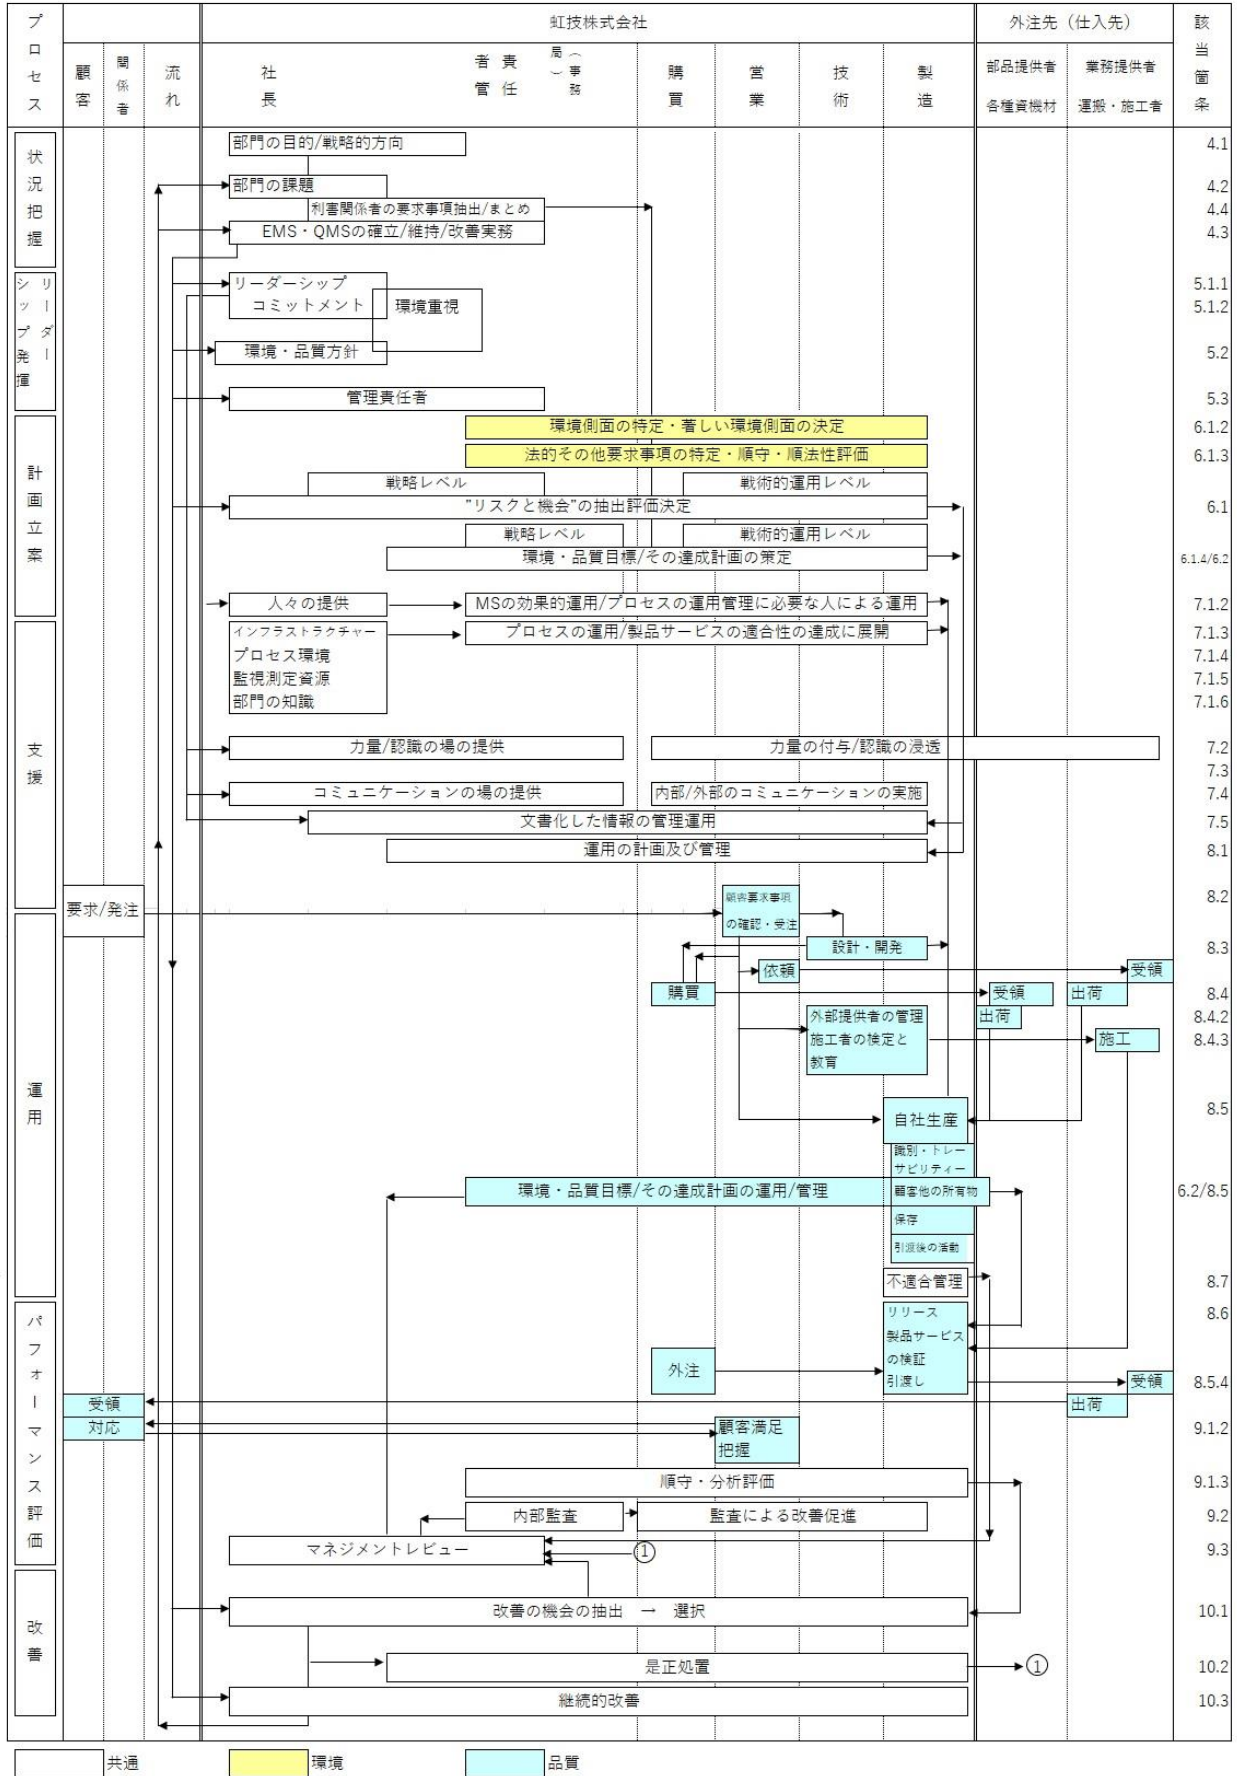 プロセス
虹技株式会社
外注先（仕入先）
該当箇条
顧客
関係者
流れ
社長
管責
者任
（事務局）
購買
営業
技術
製造
部品提供者
各種資機材
業務提供者
運搬・施工者
状況把握
部門の目的/戦略的方向
4.1
部門の課題
4.2
利害関係者の要求事項抽出/まとめ
4.4
EMS・QMSの確立/維持/改善実務
4.3
リーダーシップ発揮
リーダーシップ
5.1.1
コミットメント
環境重視
5.1.2
環境・品質方針
5.2
管理責任者
5.3
計画立案
環境側面の特定・著しい環境側面の決定
6.1.2
法的その他要求事項の特定・順守・順法性評価
6.1.3
戦略レベル
戦術的運用レベル
”リスクと機会”の抽出評価決定
6.1
戦略レベル
戦術的運用レベル
環境・品質目標/その達成計画の策定
6.1.4/6.2
人々の提供
MSの効果的運用/プロセスの運用管理に必要な人による運用
7.1.2
支援
インフラストラクチャー
プロセスの運用/製品サービスの適合性の達成に展開
7.1.3
プロセス環境
7.1.4
監視測定資源
7.1.5
部門の知識
7.1.6
力量/認識の場の提供
力量の付与/認識の浸透
7.2
7.3
コミュニケーションの場の提供
内部/外部のコミュニケーションの実施
7.4
文書化した情報の管理運用
7.5
運用の計画及び管理
8.1
運用
要求/発注
顧客要求事項
の確認・受注
8.2
設計・開発
8.3
依頼
受領
購買
受領
出荷
8.4
外部提供者の管理
施工者の検定と
教育
出荷
8.4.2
施工
8.4.3
自社生産
8.5
識別・トレー
サビリティー
環境・品質目標/その達成計画の運用/管理
顧客他の所有物
6.2/8.5
保存
引渡後の活動
不適合管理
8.7
パフォーマンス評価
リリース
8.6
製品サービス
の検証
引渡し
外注
受領
8.5.4
受領
出荷
対応
顧客満足
把握
9.1.2
順守・分析評価
9.1.3
内部監査
監査による改善促進
9.2
マネジメントレビュー
①
9.3
改善
改善の機会の抽出　→　選択
10.1
是正処置
①
10.2
継続的改善
10.3
共通
環境
品質